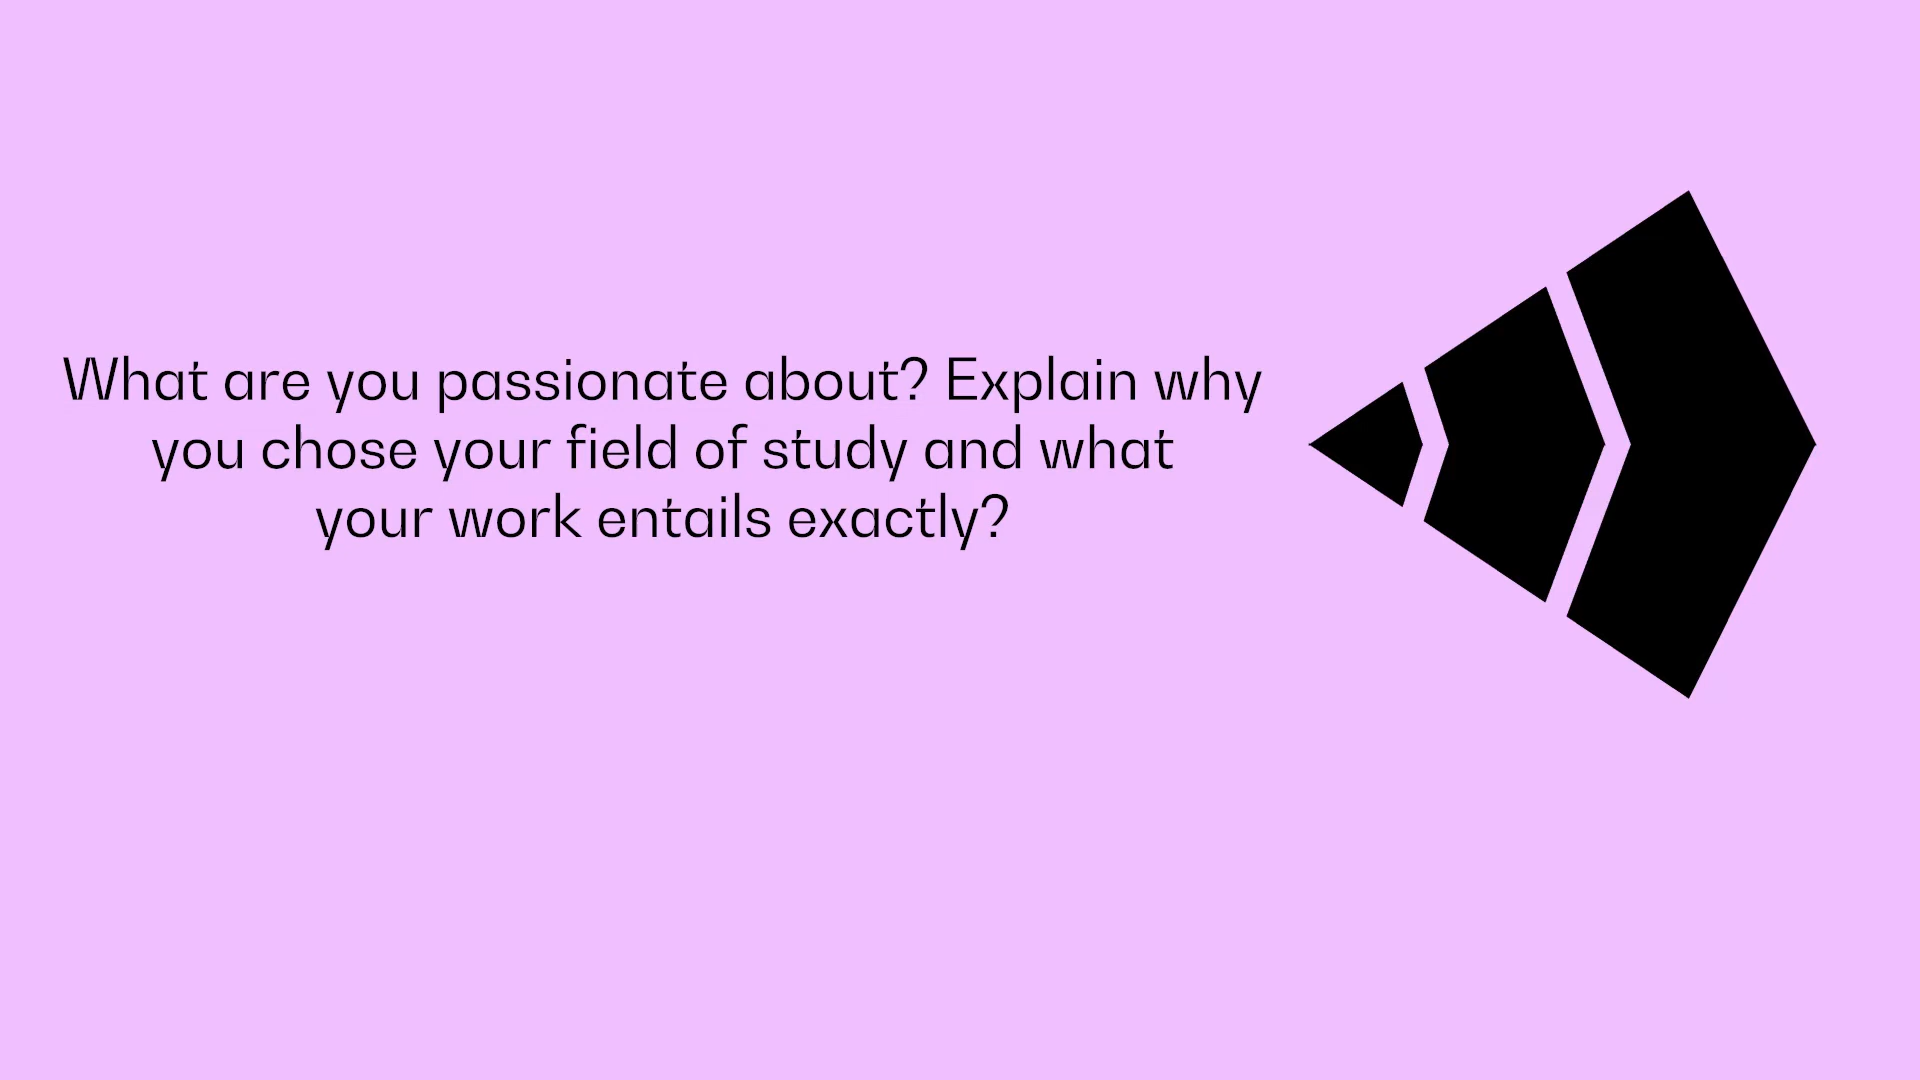 What are you passionate about? Explain why
you chose your field of study and what
your work entails exactly?